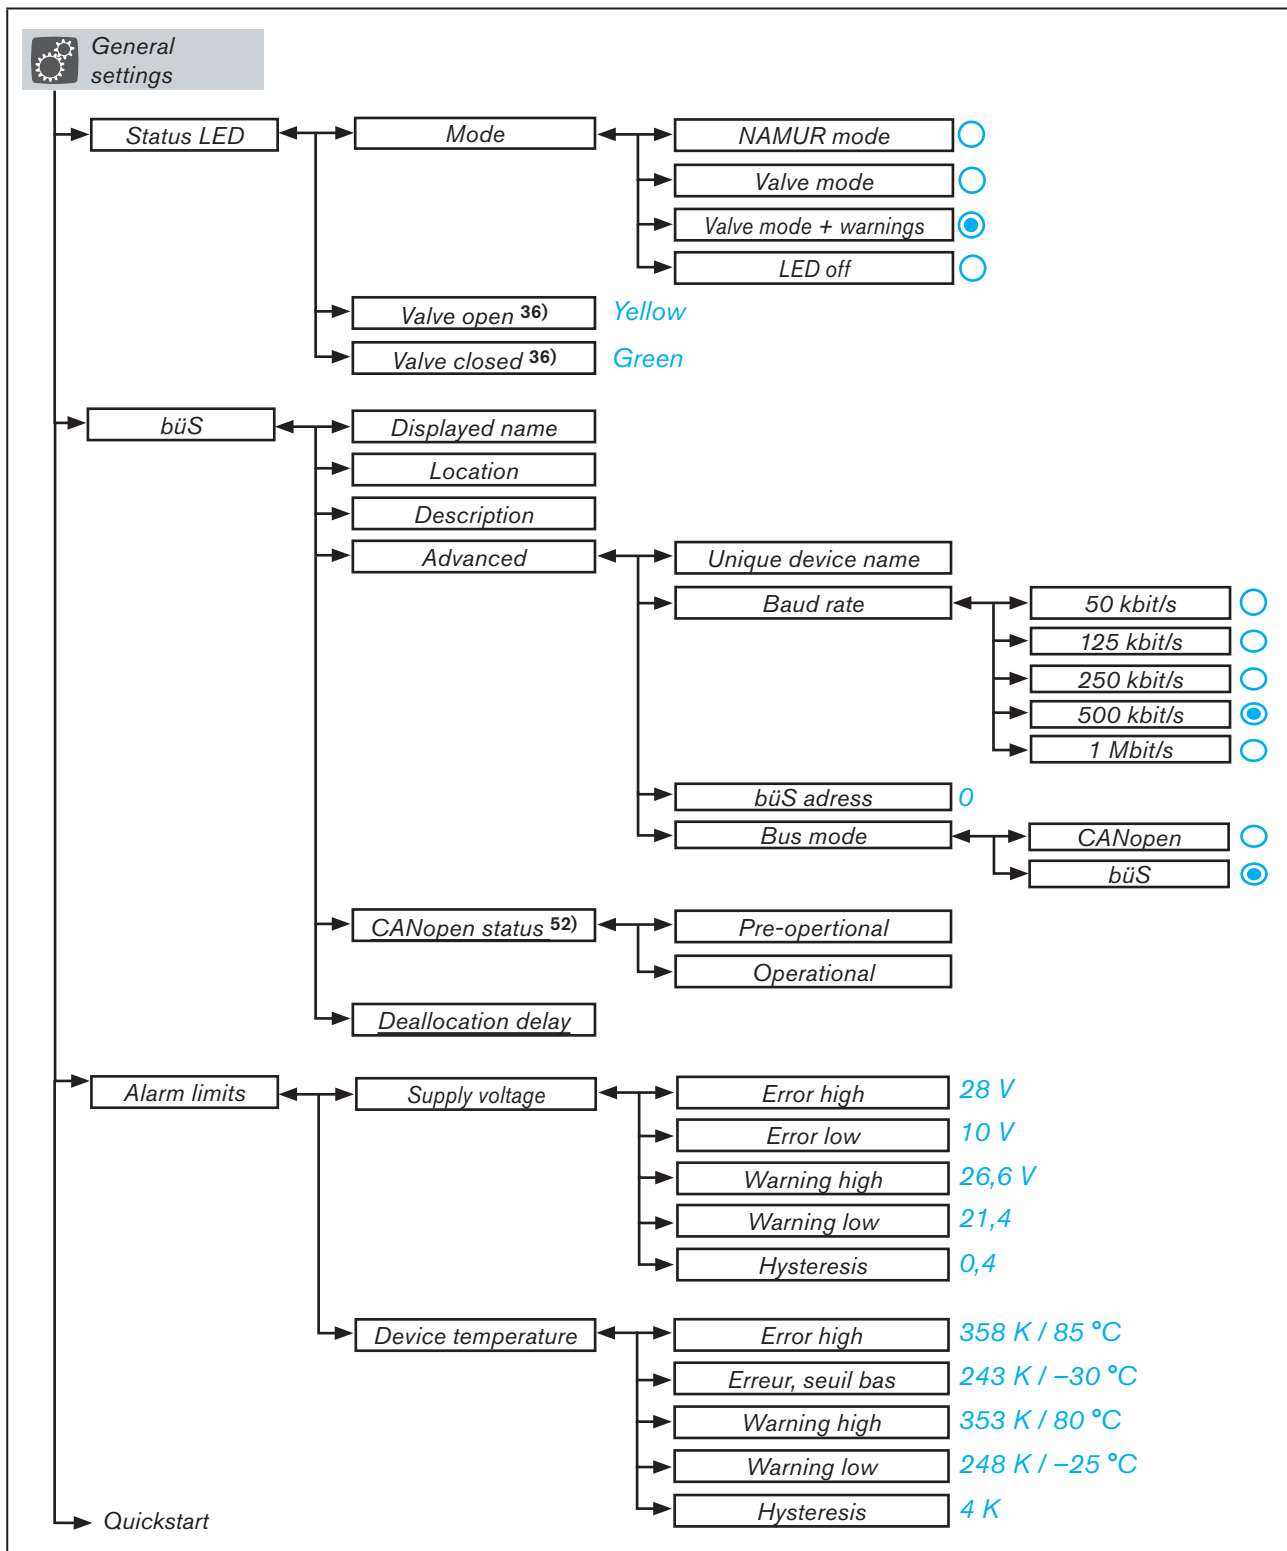 General
settings
Status LED
Mode
NAMUR mode
Valve mode
Valve mode + warnings
LED off
Valve open 36)
Yellow
Valve closed 36)
Green
büS
Displayed name
Location
Description
Advanced
Unique device name
Baud rate
50 kbit/s
125 kbit/s
250 kbit/s
500 kbit/s
1 Mbit/s
büS adress
0
Bus mode
CANopen
büS
CANopen status 52)
Pre-opertional
Operational
Deallocation delay
Alarm limits
Supply voltage
Error high
28 V
Error low
10 V
Warning high
26,6 V
Warning low
21,4
Hysteresis
0,4
Device temperature
Error high
358 K / 85 °C
Erreur, seuil bas
243 K / –30 °C
Warning high
353 K / 80 °C
Warning low
248 K / –25 °C
Hysteresis
4 K
Quickstart